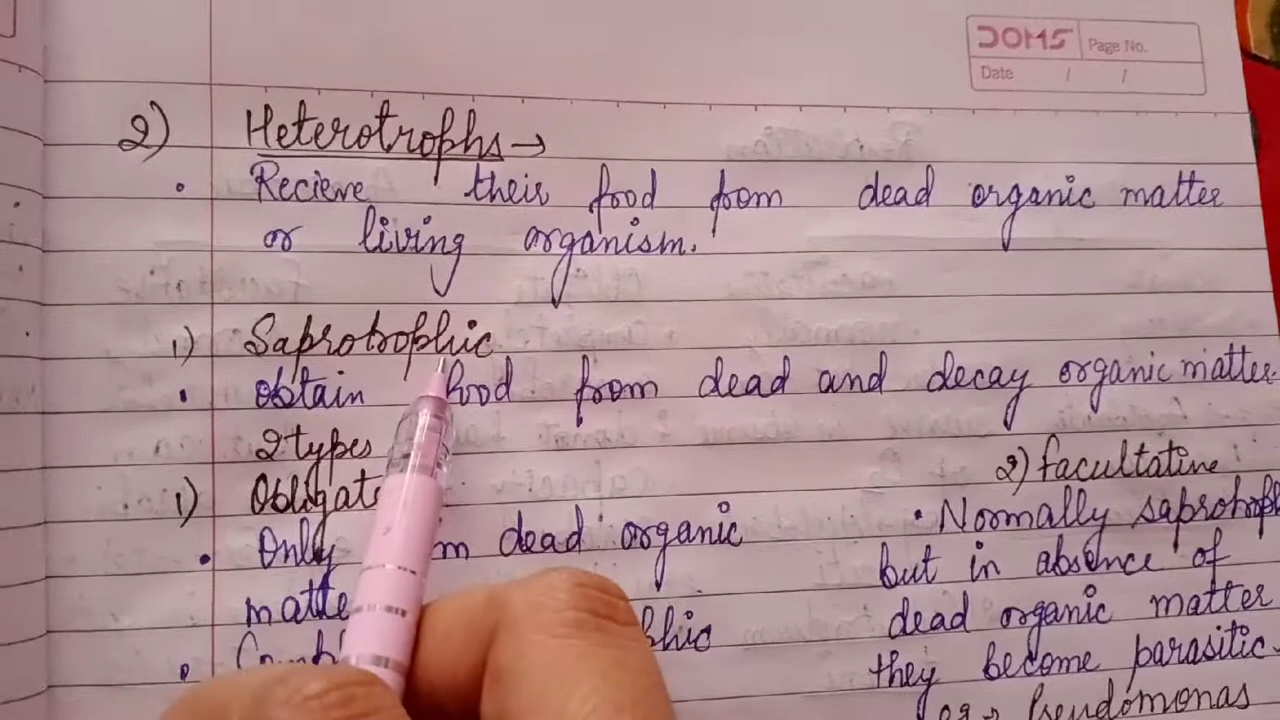 DOMS Page No.
Date / /
2) Heterotrophs →
• Recieve their food from dead organic matter
or living organism.
1) Saprotrophic
• obtain food from dead and decay organic matter
2 types
1) Obligate
2) facultative
• Only dead organic
matte
• Normally saprotroph
but in absence of
dead organic matter
they become parasitic.
eg → Pseudomonas